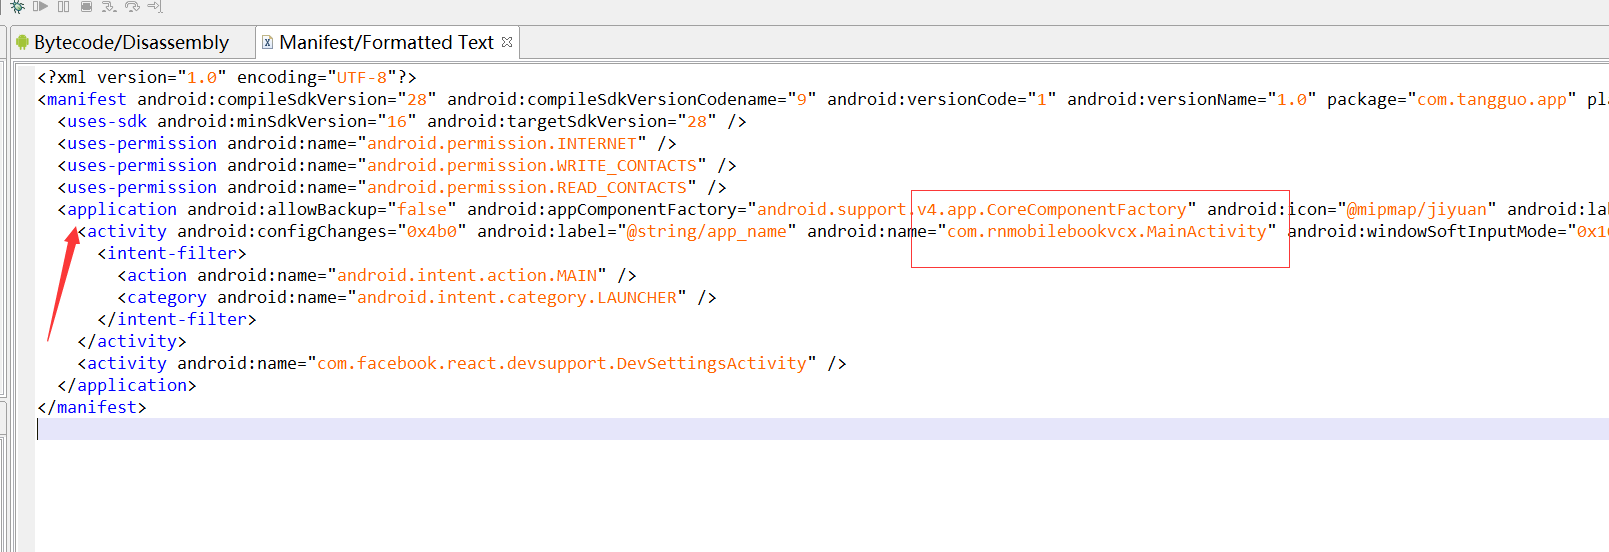 Bytecode/Disassembly Manifest/Formatted Text
<?xml version="1.0" encoding="UTF-8"?>
<manifest android:compileSdkVersion="28" android:compileSdkVersionCodename="9" android:versionCode="1" android:versionName="1.0" package="com.tangguo.app" pl
<uses-sdk android:minSdkVersion="16" android:targetSdkVersion="28" />
<uses-permission android:name="android.permission.INTERNET" />
<uses-permission android:name="android.permission.WRITE_CONTACTS" />
<uses-permission android:name="android.permission.READ_CONTACTS" />
<application android:allowBackup="false" android:appComponentFactory="android.support.v4.app.CoreComponentFactory" android:icon="@mipmap/jiyuan" android:la
<activity android:configChanges="0x4b0" android:label="@string/app_name" android:name="com.rnmobilebookvcx.MainActivity" android:windowSoftInputMode="0x1
<intent-filter>
<action android:name="android.intent.action.MAIN" />
<category android:name="android.intent.category.LAUNCHER" />
</intent-filter>
</activity>
<activity android:name="com.facebook.react.devsupport.DevSettingsActivity" />
</application>
</manifest>